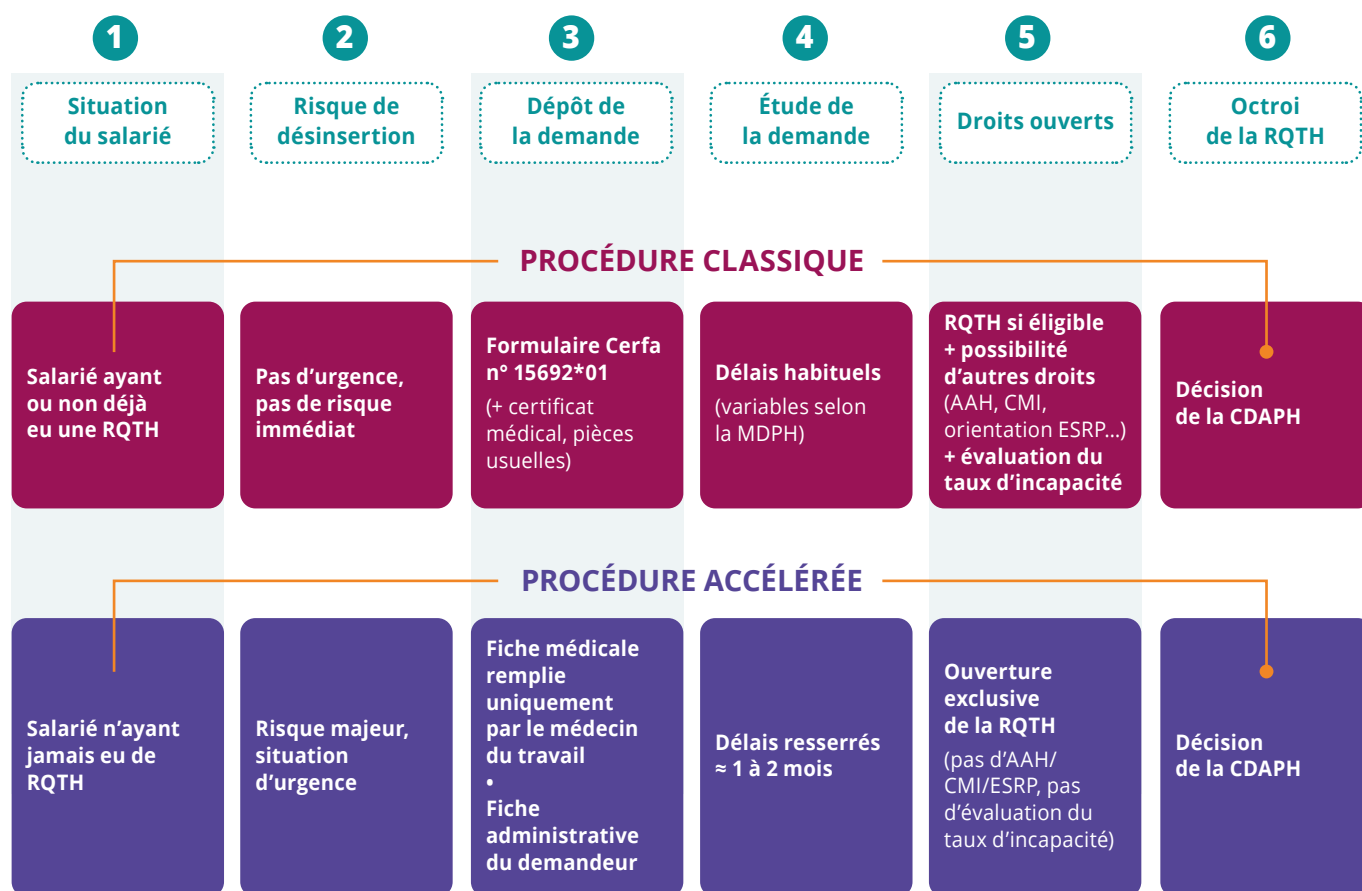 1
2
3
4
5
6
Situation
du salarié
Risque de
désinsertion
Dépôt de
la demande
Étude de
la demande
Droits ouverts
Octroi
de la RQTH
PROCÉDURE CLASSIQUE
Salarié ayant
ou non déjà
eu une RQTH
Pas d'urgence,
pas de risque
immédiat
Formulaire Cerfa
n° 15692*01
(+ certificat
médical, pièces
usuelles)
Délais habituels
(variables selon
la MDPH)
RQTH si éligible
+ possibilité
d'autres droits
(AAH, CMI,
orientation ESRP...)
+ évaluation du
taux d'incapacité
Décision
de la CDAPH
PROCÉDURE ACCÉLÉRÉE
Salarié n'ayant
jamais eu de
RQTH
Risque majeur,
situation
d'urgence
Fiche médicale
remplie
uniquement
par le médecin
du travail
•
Fiche
administrative
du demandeur
Délais resserrés
≈ 1 à 2 mois
Ouverture
exclusive
de la RQTH
(pas d'AAH/
CMI/ESRP, pas
d'évaluation du
taux d'incapacité)
Décision
de la CDAPH